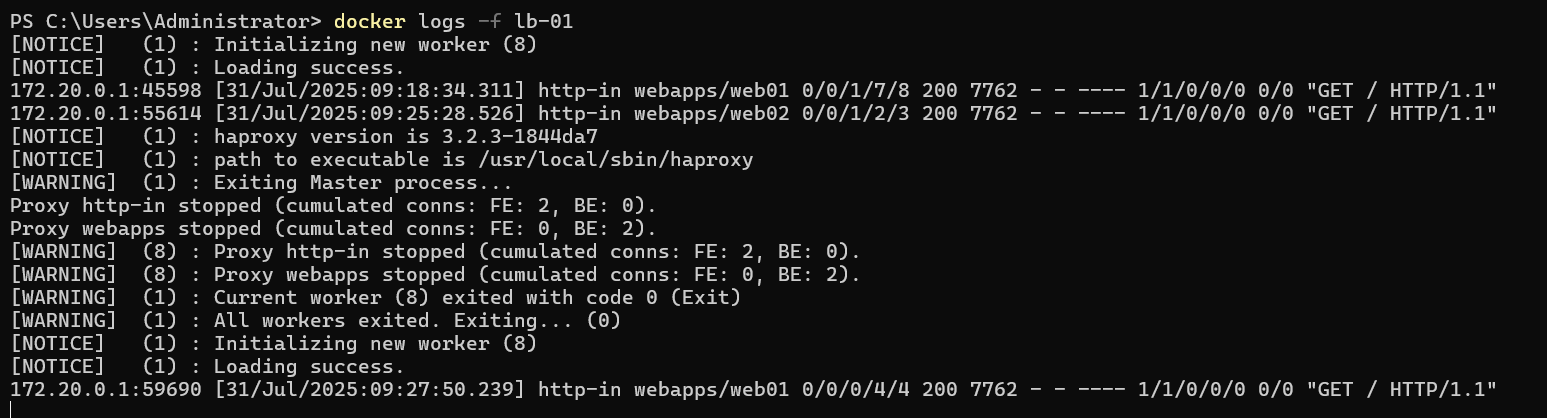 PS C:\Users\Administrator> docker logs -f lb-01
[NOTICE]   (1) : Initializing new worker (8)
[NOTICE]   (1) : Loading success.
172.20.0.1:45598 [31/Jul/2025:09:18:34.311] http-in webapps/web01 0/0/1/7/8 200 7762 - - ---- 1/1/0/0/0 0/0 "GET / HTTP/1.1"
172.20.0.1:55614 [31/Jul/2025:09:25:28.526] http-in webapps/web02 0/0/1/2/3 200 7762 - - ---- 1/1/0/0/0 0/0 "GET / HTTP/1.1"
[NOTICE]   (1) : haproxy version is 3.2.3-1844da7
[NOTICE]   (1) : path to executable is /usr/local/sbin/haproxy
[WARNING]  (1) : Exiting Master process...
Proxy http-in stopped (cumulated conns: FE: 2, BE: 0).
Proxy webapps stopped (cumulated conns: FE: 0, BE: 2).
[WARNING]  (8) : Proxy http-in stopped (cumulated conns: FE: 2, BE: 0).
[WARNING]  (8) : Proxy webapps stopped (cumulated conns: FE: 0, BE: 2).
[WARNING]  (1) : Current worker (8) exited with code 0 (Exit)
[WARNING]  (1) : All workers exited. Exiting... (0)
[NOTICE]   (1) : Initializing new worker (8)
[NOTICE]   (1) : Loading success.
172.20.0.1:59690 [31/Jul/2025:09:27:50.239] http-in webapps/web01 0/0/0/4/4 200 7762 - - ---- 1/1/0/0/0 0/0 "GET / HTTP/1.1"